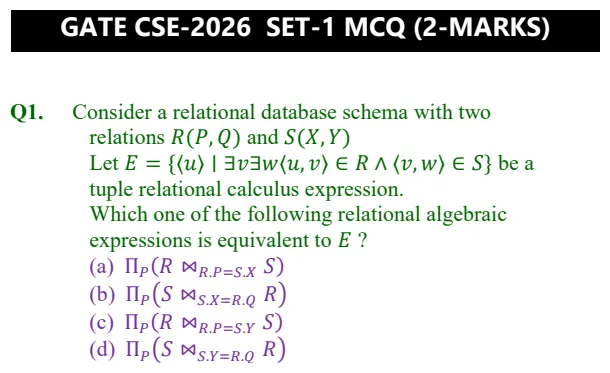 GATE CSE-2026 SET-1 MCQ (2-MARKS)
Q1. Consider a relational database schema with two
relations R(P, Q) and S(X, Y)
Let E = {⟨u⟩ | ∃v∃w⟨u, v⟩ ∈ R ∧ ⟨v, w⟩ ∈ S} be a
tuple relational calculus expression.
Which one of the following relational algebraic
expressions is equivalent to E ?
(a) Π_P(R ⋈_{R.P=S.X} S)
(b) Π_P(S ⋈_{S.X=R.Q} R)
(c) Π_P(R ⋈_{R.P=S.Y} S)
(d) Π_P(S ⋈_{S.Y=R.Q} R)